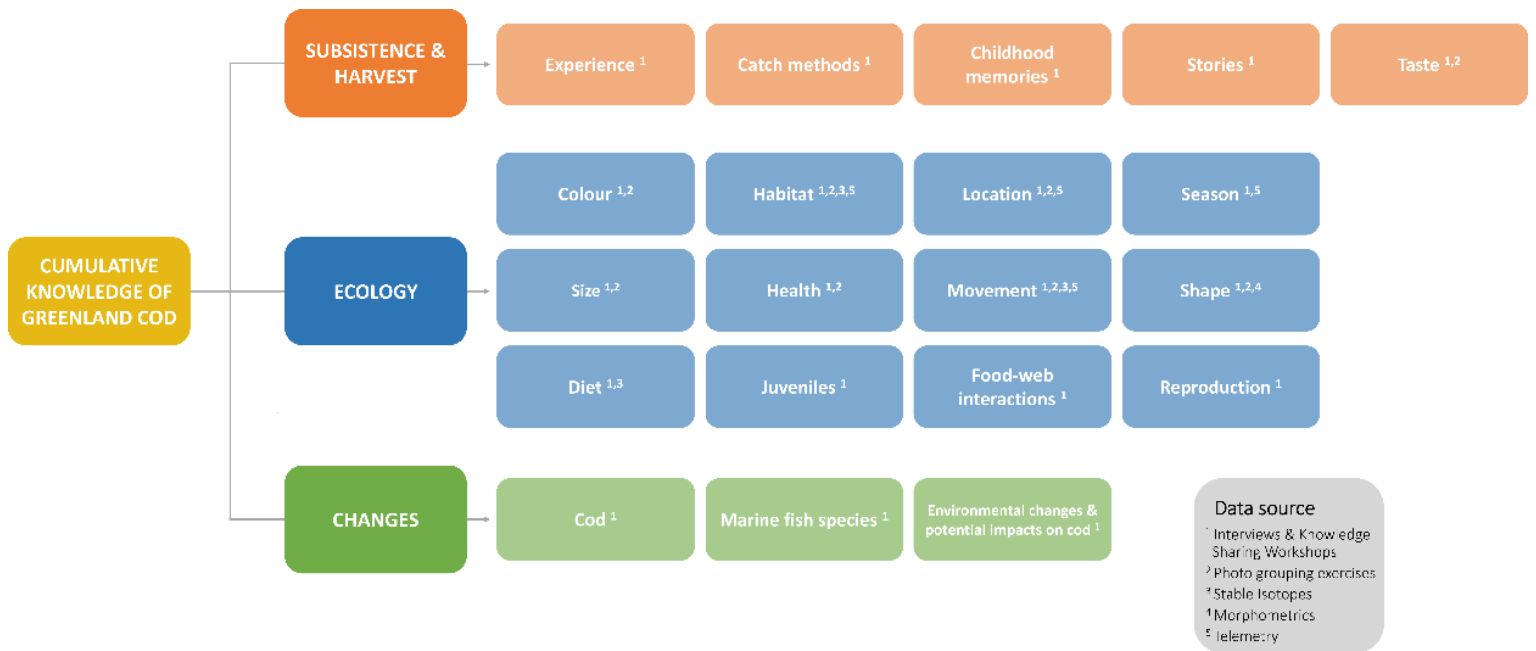 SUBSISTENCE &
HARVEST
Experience 1
Catch methods 1
Childhood
memories 1
Stories 1
Taste 1,2
CUMULATIVE
KNOWLEDGE OF
GREENLAND COD
ECOLOGY
Colour 1,2
Habitat 1,2,3,5
Location 1,2,5
Season 1,5
Size 1,2
Health 1,2
Movement 1,2,3,5
Shape 1,2,4
Diet 1,3
Juveniles 1
Food-web
interactions 1
Reproduction 1
CHANGES
Cod 1
Marine fish species 1
Environmental changes &
potential impacts on cod 1
Data source
1 Interviews & Knowledge
Sharing Workshops
2 Photo grouping exercises
3 Stable Isotopes
4 Morphometrics
5 Telemetry